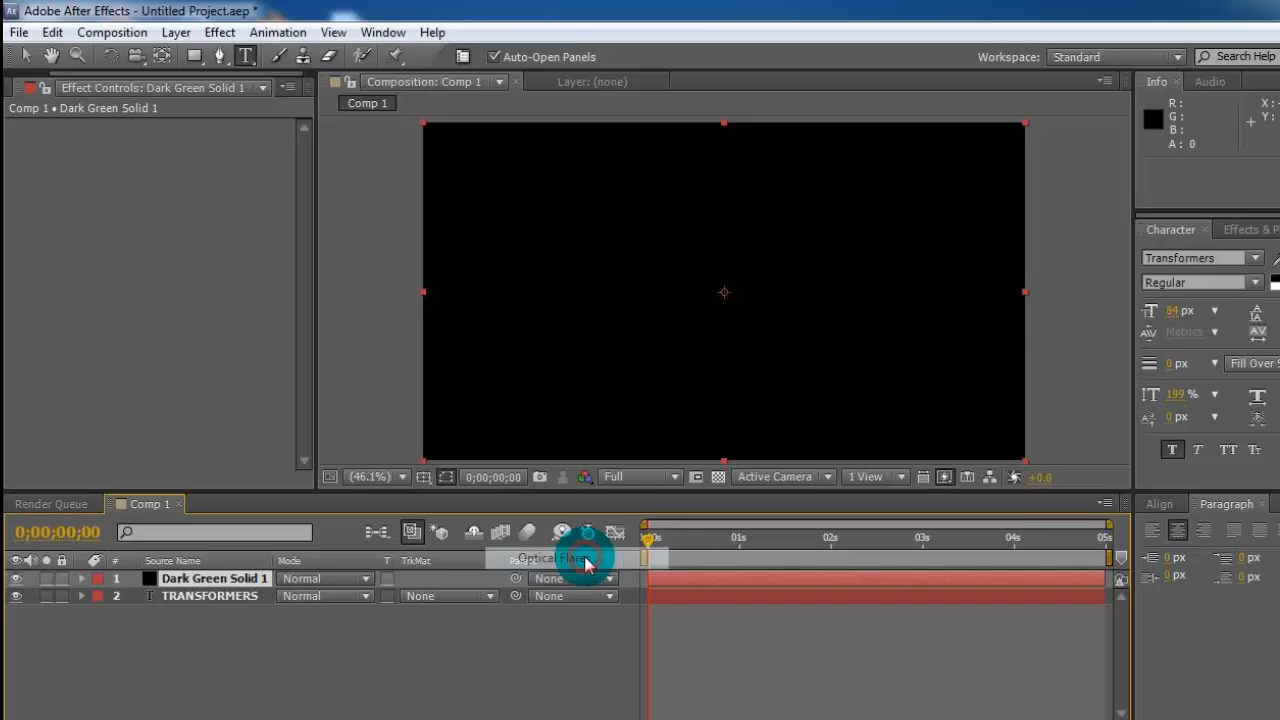 Adobe After Effects - Untitled Project.aep *
File Edit Composition Layer Effect Animation View Window Help
Auto-Open Panels
Workspace: Standard
Search Help
Effect Controls: Dark Green Solid 1
Comp 1 • Dark Green Solid 1
Composition: Comp 1
Layer: (none)
Comp 1
Info
Audio
R:
G:
B:
A: 0
X:
Y:
Character
Effects & P
Transformers
Regular
84 px
Metrics
0 px
Fill Over S
199 %
0 px
T T TT Tt
(46.1%)
0;00;00;00
Full
Active Camera
1 View
+0.0
Render Queue
Comp 1
0;00;00;00
Align
Paragraph
01s 02s 03s 04s 05s
Optical Flares
# Source Name Mode T TrkMat
1 Dark Green Solid 1 Normal None
2 TRANSFORMERS Normal None None
0 px 0 px
0 px 0 px